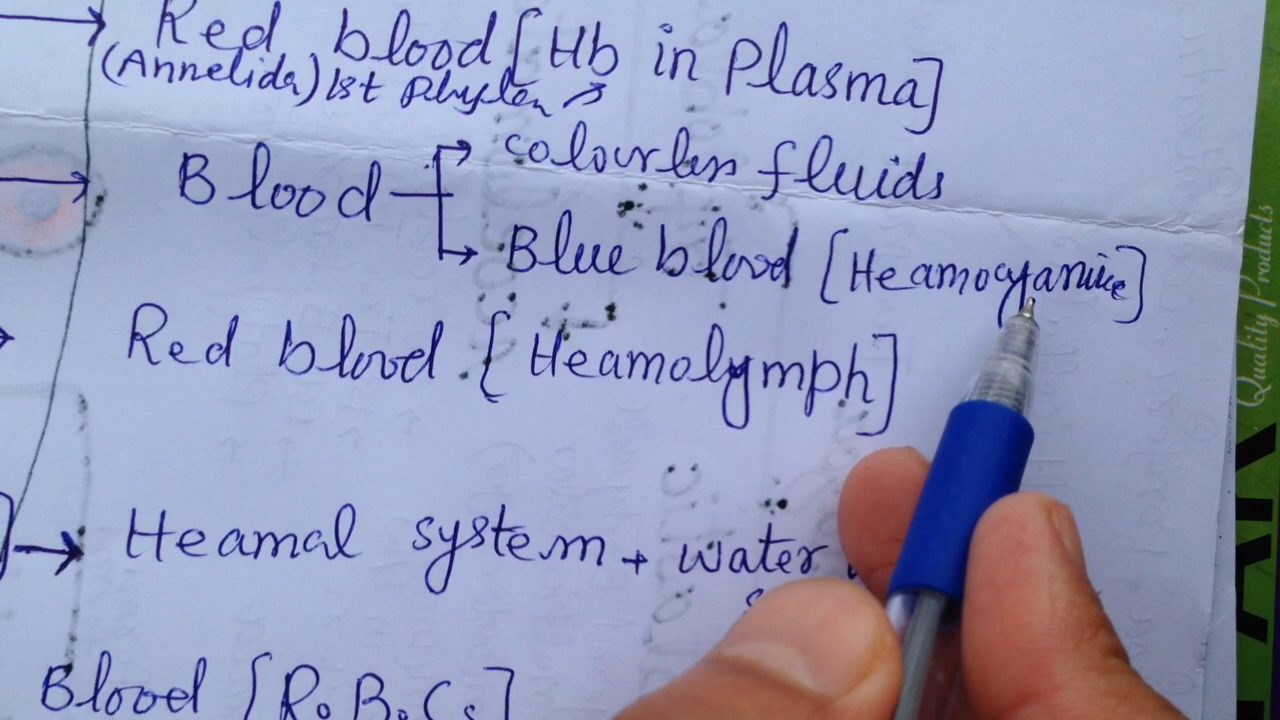 Red blood [Hb in Plasma]
(Annelida) 1st Phylum
Blood
colourless fluids
Blue blood [Heamocyanine]
Red blood [Heamolymph]
Heamal system + water
Blood [R.B.Cs]
Quality Products